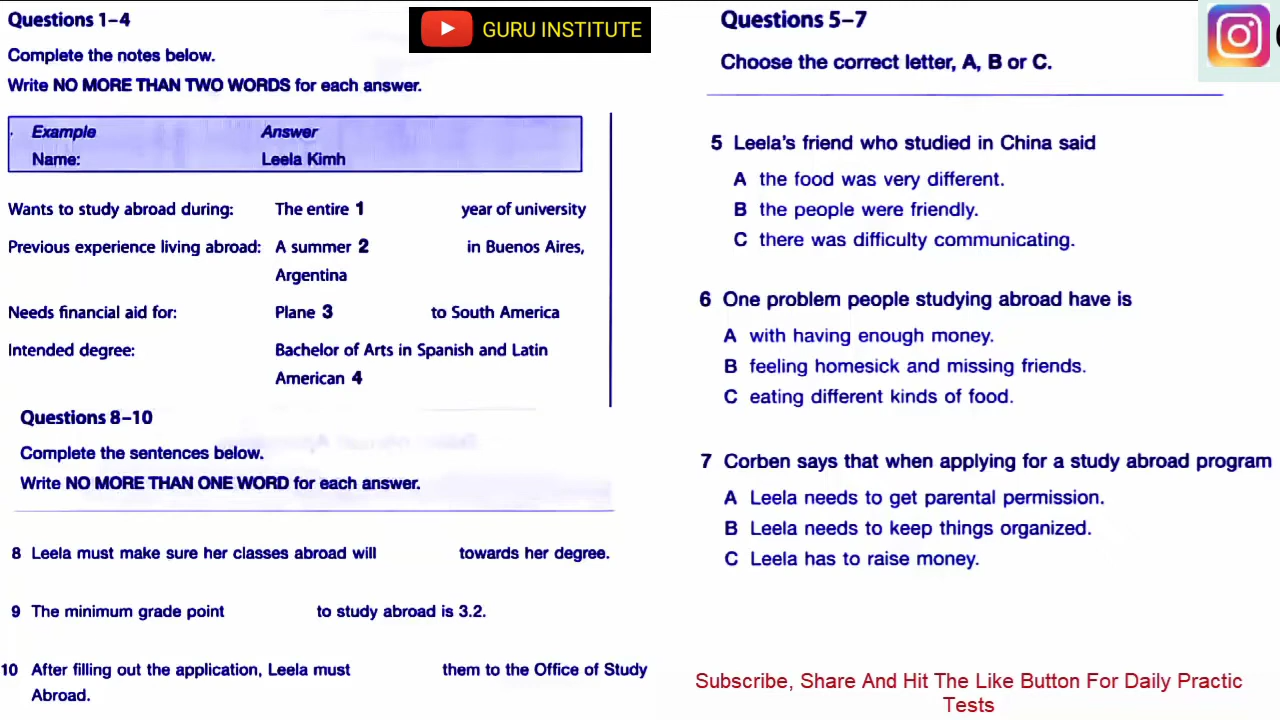 Questions 1–4
GURU INSTITUTE
Complete the notes below.
Write NO MORE THAN TWO WORDS for each answer.
Example Answer
Name: Leela Kimh
Wants to study abroad during: The entire 1 year of university
Previous experience living abroad: A summer 2 in Buenos Aires,
Argentina
Needs financial aid for: Plane 3 to South America
Intended degree: Bachelor of Arts in Spanish and Latin
American 4
Questions 8–10
Complete the sentences below.
Write NO MORE THAN ONE WORD for each answer.
8 Leela must make sure her classes abroad will towards her degree.
9 The minimum grade point to study abroad is 3.2.
10 After filling out the application, Leela must them to the Office of Study
Abroad.
Questions 5–7
Choose the correct letter, A, B or C.
5 Leela's friend who studied in China said
A the food was very different.
B the people were friendly.
C there was difficulty communicating.
6 One problem people studying abroad have is
A with having enough money.
B feeling homesick and missing friends.
C eating different kinds of food.
7 Corben says that when applying for a study abroad program
A Leela needs to get parental permission.
B Leela needs to keep things organized.
C Leela has to raise money.
Subscribe, Share And Hit The Like Button For Daily Practic
Tests